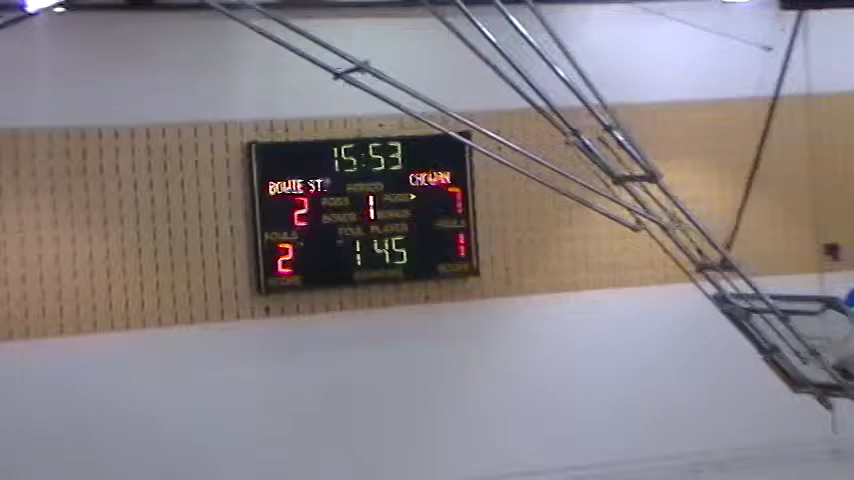 15:53
BOWIE ST. PERIOD CHOWAN
2 POSS 1 POSS 7
BONUS BONUS
FOULS FOUL PLAYER FOULS
2 1 45 1